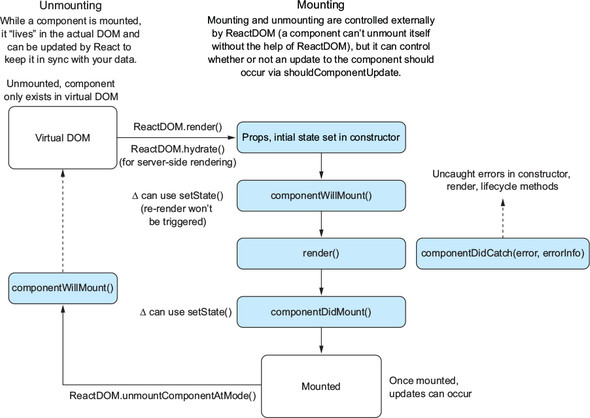 Unmounting
While a component is mounted,
it “lives” in the actual DOM and
can be updated by React to
keep it in sync with your data.
Mounting
Mounting and unmounting are controlled externally
by ReactDOM (a component can’t unmount itself
without the help of ReactDOM), but it can control
whether or not an update to the component should
occur via shouldComponentUpdate.
Unmounted, component
only exists in virtual DOM
Virtual DOM
ReactDOM.render()
ReactDOM.hydrate()
(for server-side rendering)
Props, intial state set in constructor
Δ can use setState()
(re-render won’t
be triggered)
componentWillMount()
Uncaught errors in constructor,
render, lifecycle methods
render()
componentDidCatch(error, errorInfo)
componentWillMount()
Δ can use setState()
componentDidMount()
ReactDOM.unmountComponentAtMode()
Mounted
Once mounted,
updates can occur